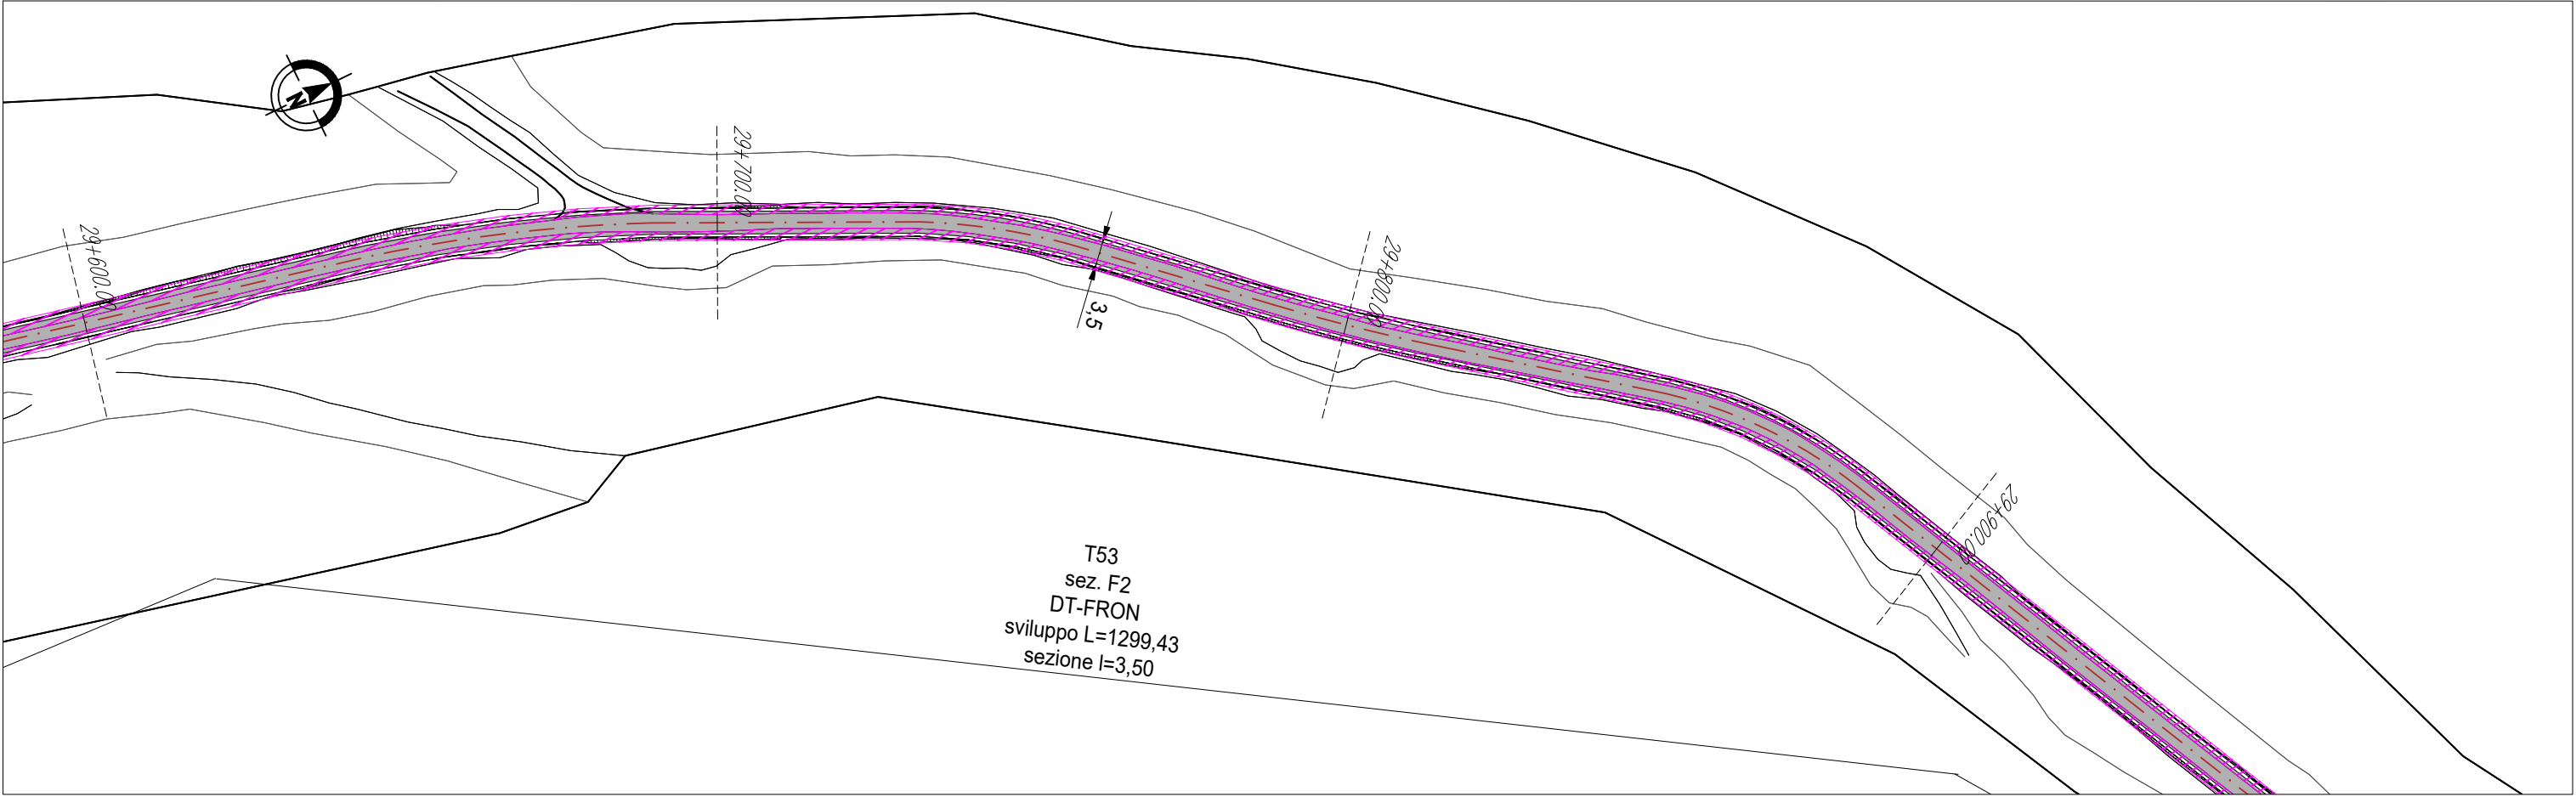 N
29+600.00
29+700.00
3,5
29+800.00
29+900.00
T53
sez. F2
DT-FRON
sviluppo L=1299,43
sezione l=3,50